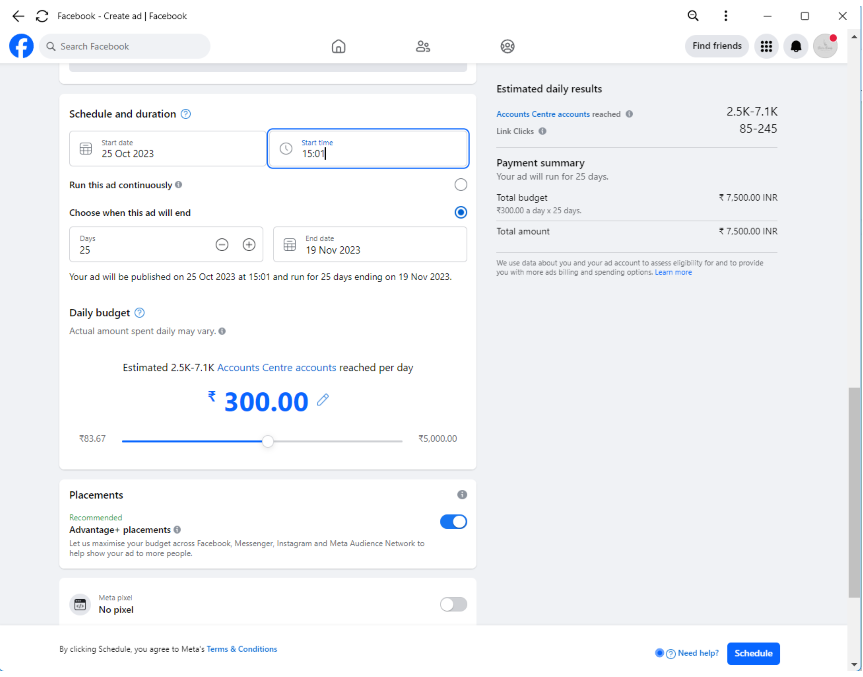 Facebook - Create ad | Facebook
Search Facebook
Find friends
Schedule and duration
Start date
25 Oct 2023
Start time
15:01
Run this ad continuously
Choose when this ad will end
Days
25
End date
19 Nov 2023
Your ad will be published on 25 Oct 2023 at 15:01 and run for 25 days ending on 19 Nov 2023.
Daily budget
Actual amount spent daily may vary.
Estimated 2.5K-7.1K Accounts Centre accounts reached per day
₹ 300.00
₹83.67
₹5,000.00
Placements
Recommended
Advantage+ placements
Let us maximise your budget across Facebook, Messenger, Instagram and Meta Audience Network to
help show your ad to more people.
Meta pixel
No pixel
Estimated daily results
Accounts Centre accounts reached 2.5K-7.1K
Link Clicks 85-245
Payment summary
Your ad will run for 25 days.
Total budget ₹ 7,500.00 INR
₹300.00 a day x 25 days.
Total amount ₹ 7,500.00 INR
We use data about you and your ad account to assess eligibility for and to provide
you with more ads billing and spending options. Learn more
By clicking Schedule, you agree to Meta's Terms & Conditions
Need help?
Schedule